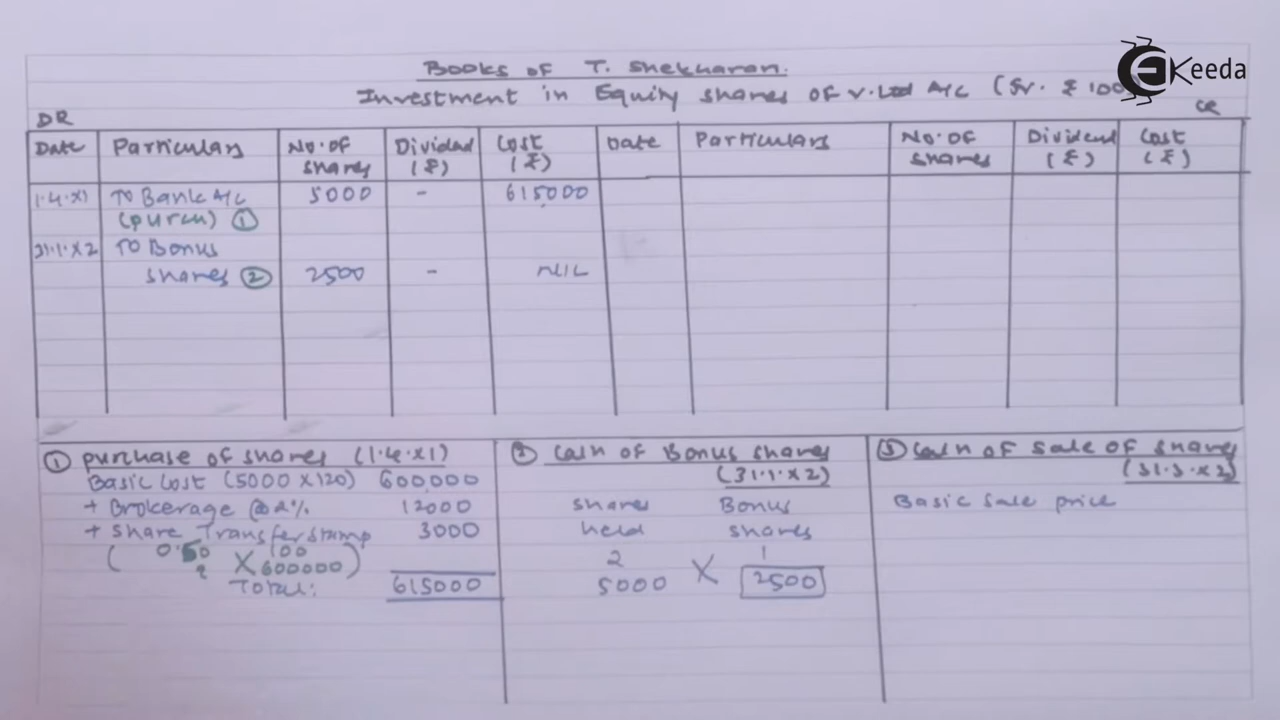 Books of T. Shekharan.
Investment in Equity shares of V. Ltd A/c (Fv. ₹ 100
EKeeda
DR
CR
Date Particulars No. of shares Dividend (₹) Cost (₹) Date Particulars No. of shares Dividend (₹) Cost (₹)
1.4.X1 To Bank A/c 5000 - 615000
(purch) ①
31.1.X2 To Bonus
shares ② 2500 - NIL
① purchase of shares (1.4.X1)
Basic Cost (5000 X 120) 600,000
+ Brokerage @ 2% 12000
+ Share Transfer stamp 3000
( 0.50 X 600000 )
100
Total: 615000
② Caln of Bonus shares
(31.1.X2)
shares Bonus
held shares
2 1
5000 X 2500
③ Caln of sale of shares
(31.3.X2)
Basic sale price